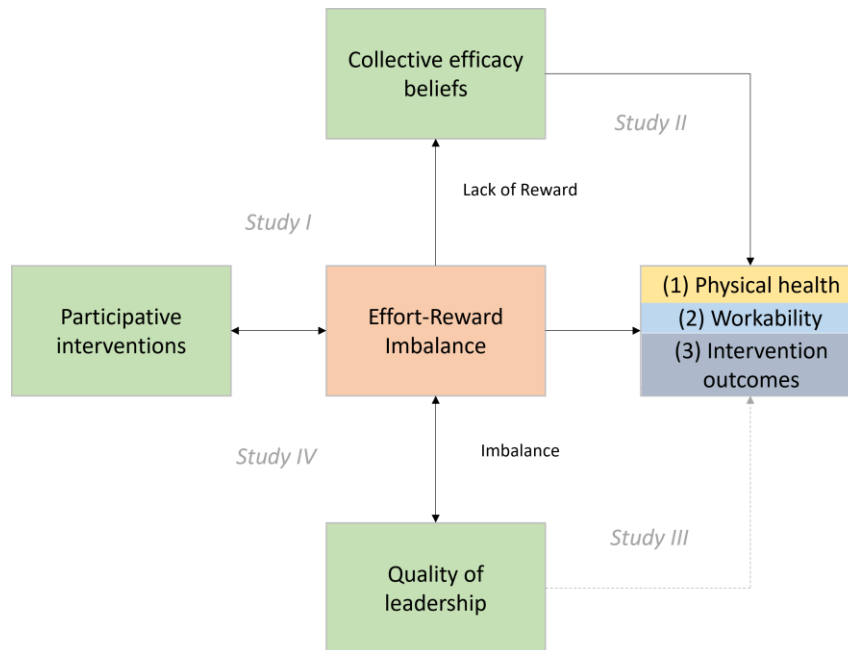 Collective efficacy
beliefs
Study II
Lack of Reward
Study I
Participative
interventions
Effort-Reward
Imbalance
(1) Physical health
(2) Workability
(3) Intervention
outcomes
Study IV
Imbalance
Study III
Quality of
leadership